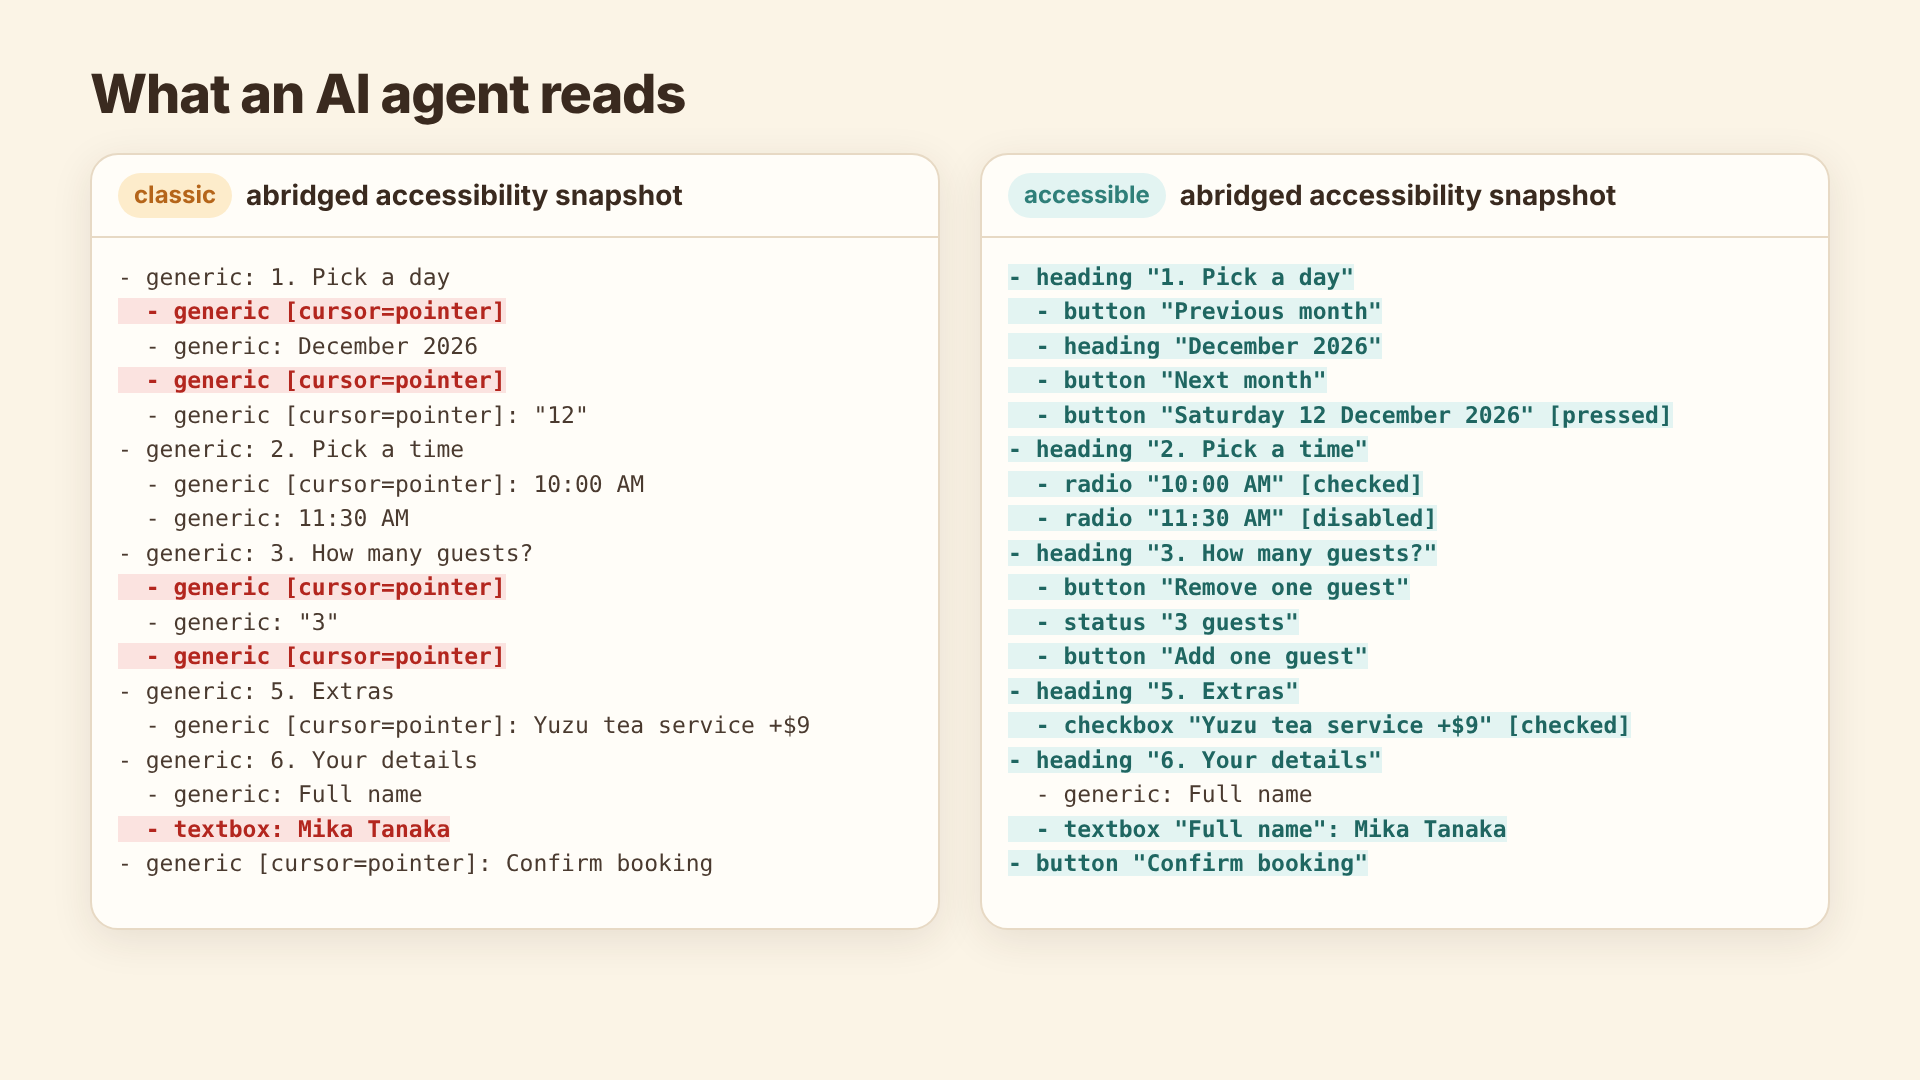 What an AI agent reads
classic abridged accessibility snapshot
- generic: 1. Pick a day
  - generic [cursor=pointer]
  - generic: December 2026
  - generic [cursor=pointer]
  - generic [cursor=pointer]: "12"
- generic: 2. Pick a time
  - generic [cursor=pointer]: 10:00 AM
  - generic: 11:30 AM
- generic: 3. How many guests?
  - generic [cursor=pointer]
  - generic: "3"
  - generic [cursor=pointer]
- generic: 5. Extras
  - generic [cursor=pointer]: Yuzu tea service +$9
- generic: 6. Your details
  - generic: Full name
  - textbox: Mika Tanaka
- generic [cursor=pointer]: Confirm booking
accessible abridged accessibility snapshot
- heading "1. Pick a day"
  - button "Previous month"
  - heading "December 2026"
  - button "Next month"
  - button "Saturday 12 December 2026" [pressed]
- heading "2. Pick a time"
  - radio "10:00 AM" [checked]
  - radio "11:30 AM" [disabled]
- heading "3. How many guests?"
  - button "Remove one guest"
  - status "3 guests"
  - button "Add one guest"
- heading "5. Extras"
  - checkbox "Yuzu tea service +$9" [checked]
- heading "6. Your details"
  - generic: Full name
  - textbox "Full name": Mika Tanaka
- button "Confirm booking"